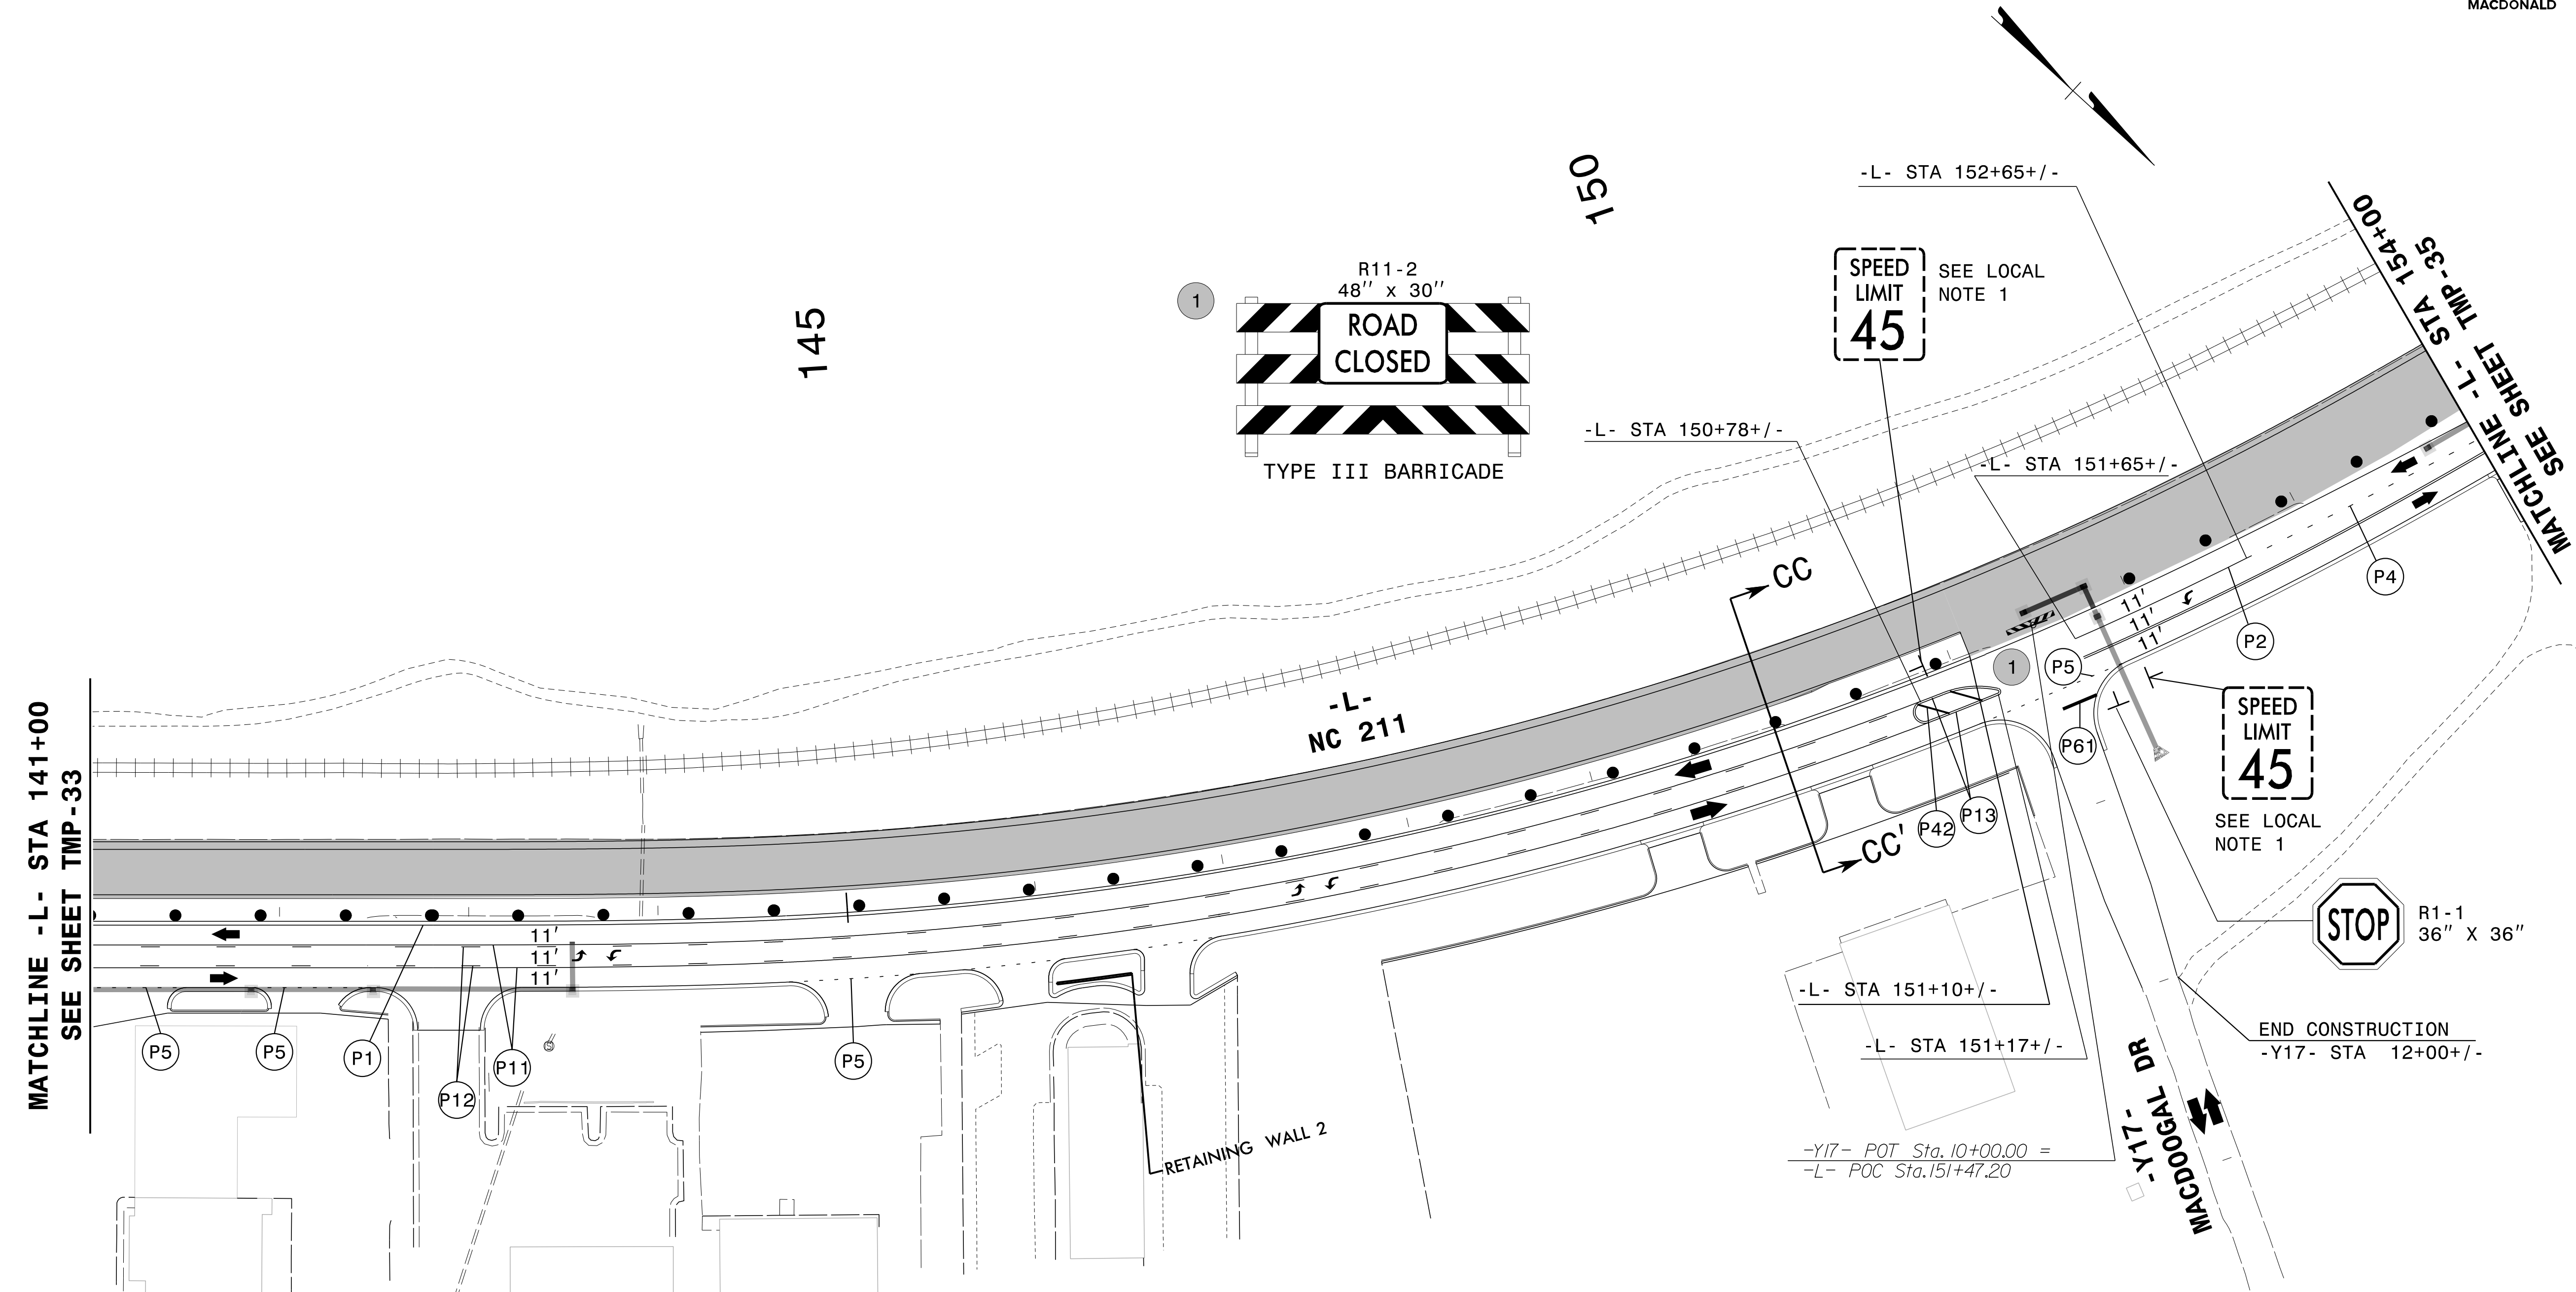 MACDONALD
150
-L- STA 152+65+/-
154+00
MATCHLINE -L- STA 154+00
SEE SHEET TMP-35
SPEED
LIMIT
45
SEE LOCAL
NOTE 1
1
R11-2
48" x 30"
ROAD
CLOSED
TYPE III BARRICADE
145
-L- STA 150+78+/-
-L- STA 151+65+/-
CC
P4
11'
11'
11'
P2
P5
1
P61
SPEED
LIMIT
45
SEE LOCAL
NOTE 1
-L-
NC 211
MATCHLINE -L- STA 141+00
SEE SHEET TMP-33
CC'
P42
P13
STOP
R1-1
36" X 36"
11'
11'
11'
P5
P5
P1
P12
P11
P5
-L- STA 151+10+/-
-L- STA 151+17+/-
END CONSTRUCTION
-Y17- STA 12+00+/-
-Y17-
MACDOOGAL DR
RETAINING WALL 2
-Y17- POT Sta. 10+00.00 =
-L- POC Sta. 151+47.20